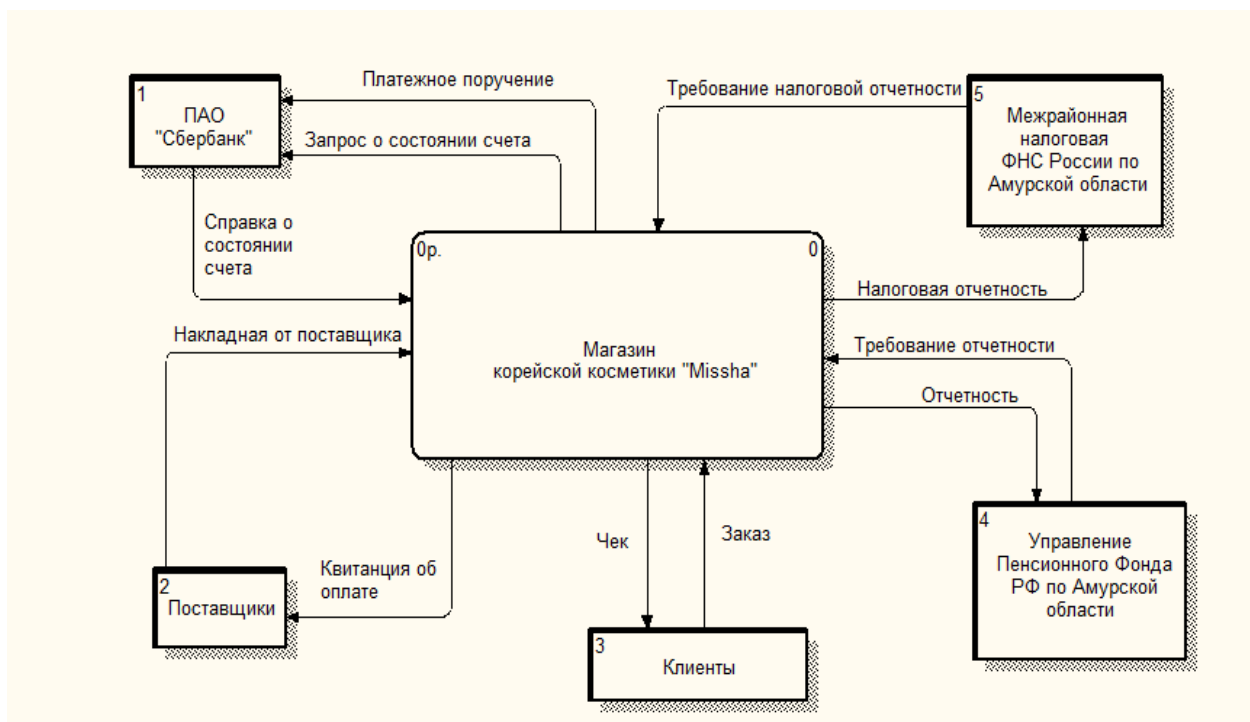 Платежное поручение
Требование налоговой отчетности
1
ПАО
"Сбербанк"
5
Межрайонная
налоговая
ФНС России по
Амурской области
Запрос о состоянии счета
Справка о
состоянии
счета
0р.
0
Налоговая отчетность
Накладная от поставщика
Магазин
корейской косметики "Missha"
Требование отчетности
Отчетность
Чек
Заказ
4
Управление
Пенсионного Фонда
РФ по Амурской
области
Квитанция об
оплате
2
Поставщики
3
Клиенты